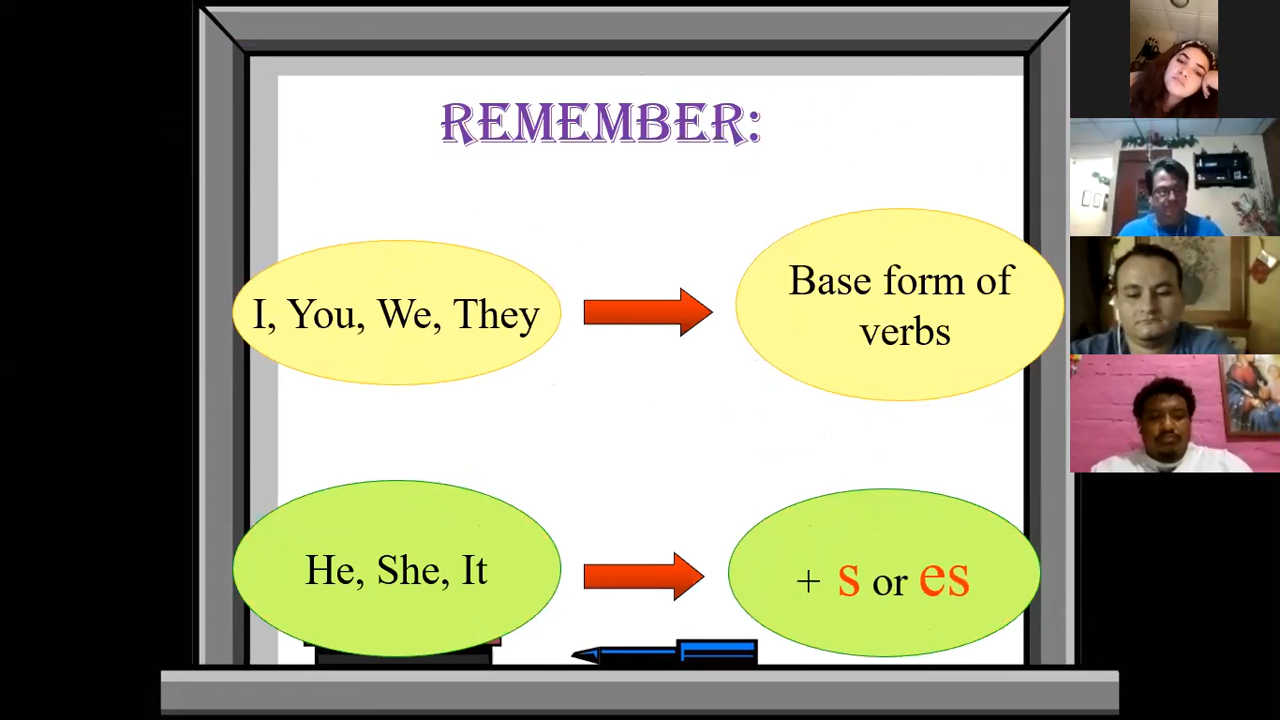 REMEMBER:
I, You, We, They
Base form of
verbs
He, She, It
+ s or es